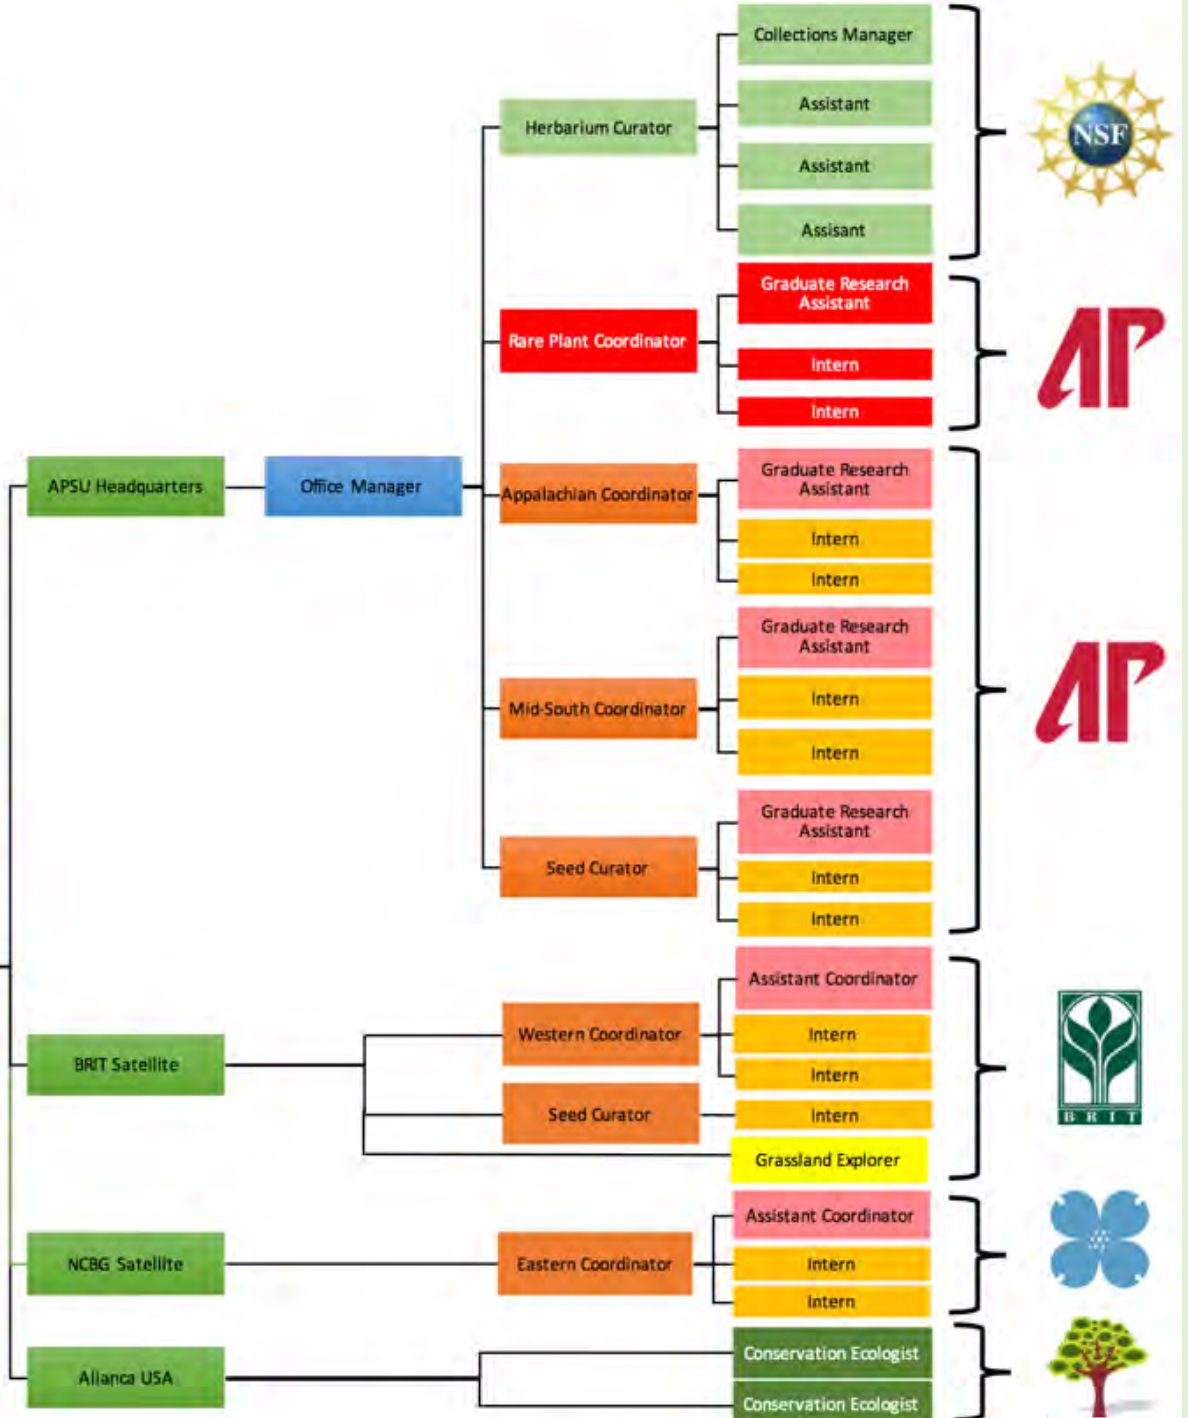 Collections Manager
Assistant
Herbarium Curator
Assistant
Assisant
NSF
Graduate Research
Assistant
Rare Plant Coordinator
Intern
Intern
AP
APSU Headquarters
Office Manager
Appalachian Coordinator
Graduate Research
Assistant
Intern
Intern
Mid-South Coordinator
Graduate Research
Assistant
Intern
Intern
AP
Seed Curator
Graduate Research
Assistant
Intern
Intern
BRIT Satellite
Western Coordinator
Assistant Coordinator
Intern
Intern
Seed Curator
Intern
Grassland Explorer
BRIT
NCBG Satellite
Eastern Coordinator
Assistant Coordinator
Intern
Intern
Alianca USA
Conservation Ecologist
Conservation Ecologist